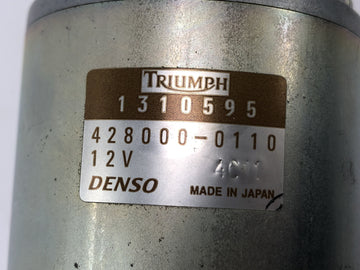 TRIUMPH
1310595
428000-0110
12V
DENSO MADE IN JAPAN